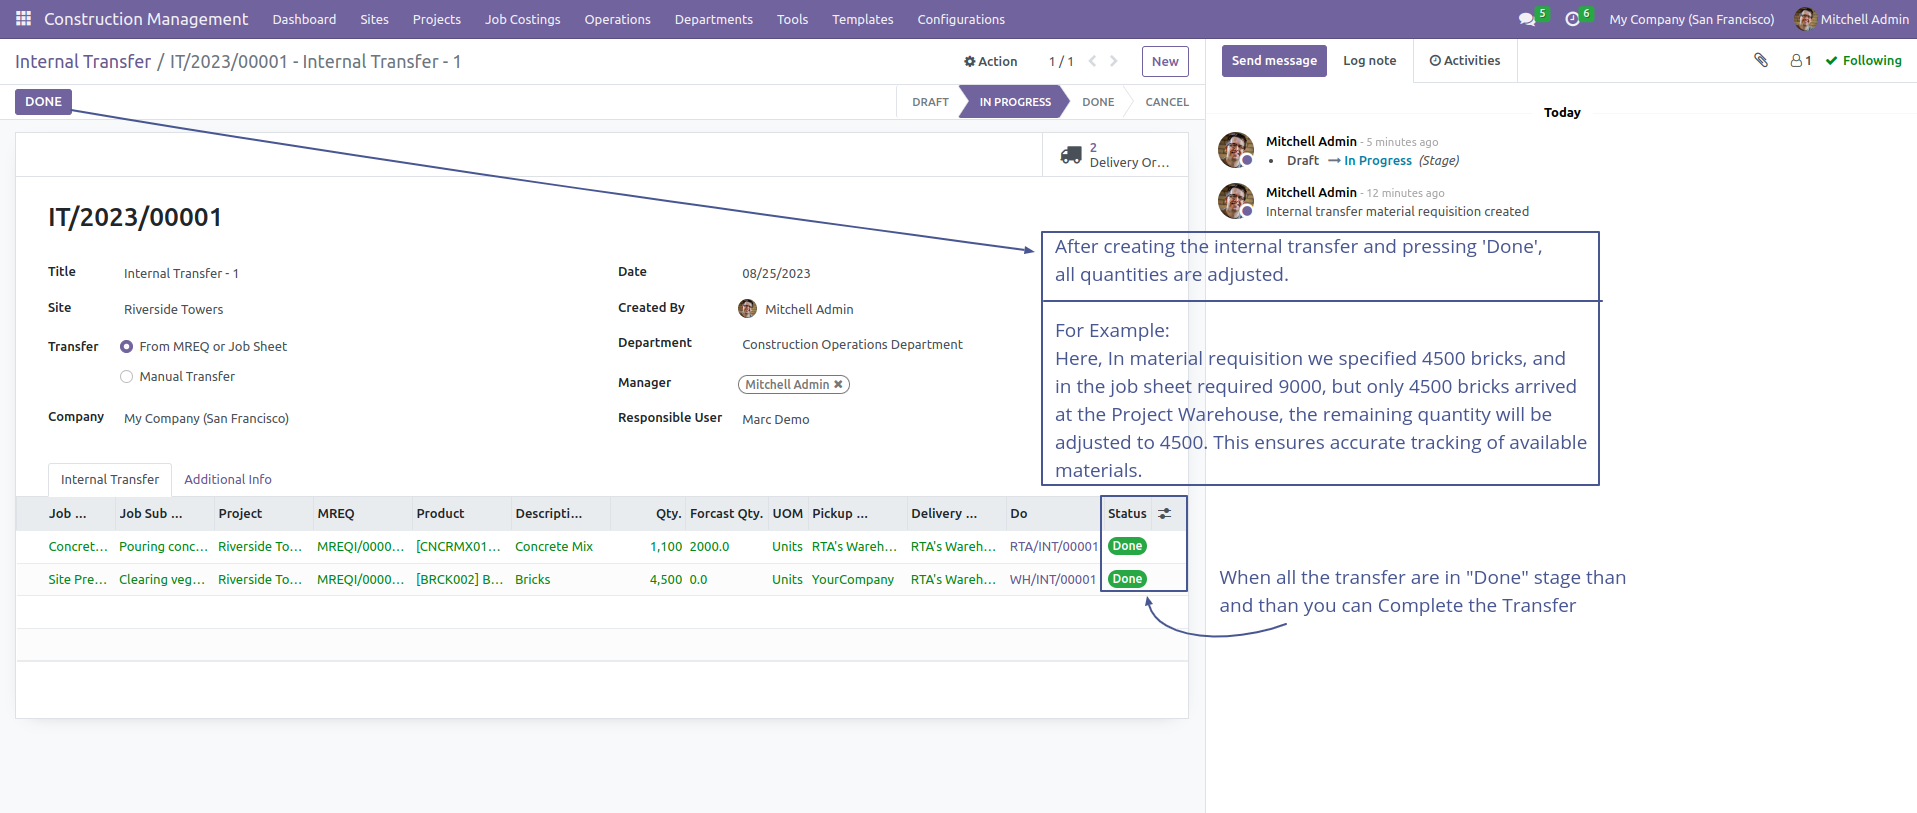 Construction Management Dashboard Sites Projects Job Costings Operations Departments Tools Templates Configurations 5 6 My Company (San Francisco) Mitchell Admin
Internal Transfer / IT/2023/00001 - Internal Transfer - 1 Action 1 / 1 New
Send message Log note Activities 1 Following
DONE DRAFT IN PROGRESS DONE CANCEL
Today
2
Delivery Or...
Mitchell Admin - 5 minutes ago
Draft In Progress (Stage)
Mitchell Admin - 12 minutes ago
Internal transfer material requisition created
IT/2023/00001
After creating the internal transfer and pressing 'Done',
all quantities are adjusted.
For Example:
Here, In material requisition we specified 4500 bricks, and
in the job sheet required 9000, but only 4500 bricks arrived
at the Project Warehouse, the remaining quantity will be
adjusted to 4500. This ensures accurate tracking of available
materials.
Title Internal Transfer - 1
Site Riverside Towers
Transfer From MREQ or Job Sheet
Manual Transfer
Company My Company (San Francisco)
Date 08/25/2023
Created By Mitchell Admin
Department Construction Operations Department
Manager Mitchell Admin ✖
Responsible User Marc Demo
Internal Transfer Additional Info
Job ... Job Sub ... Project MREQ Product Descripti... Qty. Forcast Qty. UOM Pickup ... Delivery ... Do Status
Concret... Pouring conc... Riverside To... MREQI/0000... [CNCRMX01... Concrete Mix 1,100 2000.0 Units RTA's Wareh... RTA's Wareh... RTA/INT/00001 Done
Site Pre... Clearing veg... Riverside To... MREQI/0000... [BRCK002] B... Bricks 4,500 0.0 Units YourCompany RTA's Wareh... WH/INT/00001 Done
When all the transfer are in "Done" stage than
and than you can Complete the Transfer